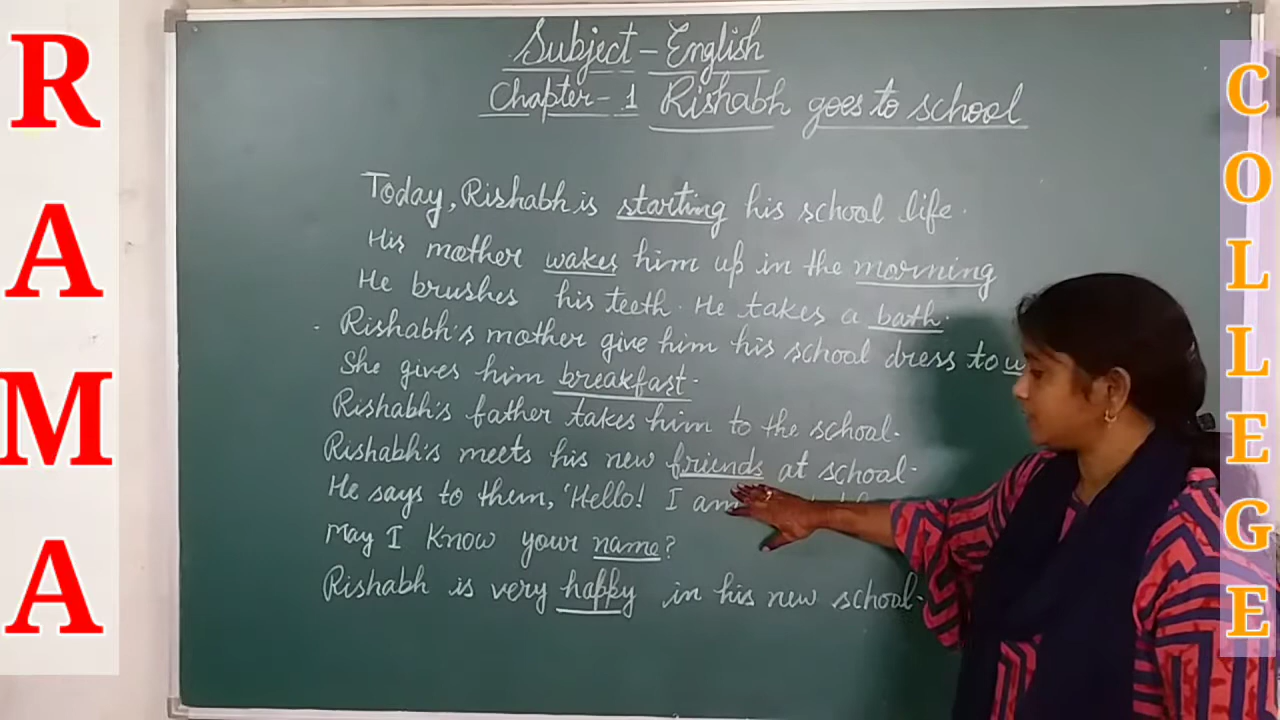 RAMA
COLLEGE
Subject - English
Chapter - 1 Rishabh goes to school
Today, Rishabh is starting his school life.
His mother wakes him up in the morning
He brushes his teeth. He takes a bath.
Rishabh's mother give him his school dress to
She gives him breakfast.
Rishabh's father takes him to the school.
Rishabh's meets his new friends at school.
He says to them, 'Hello! I am
May I know your name?
Rishabh is very happy in his new school.